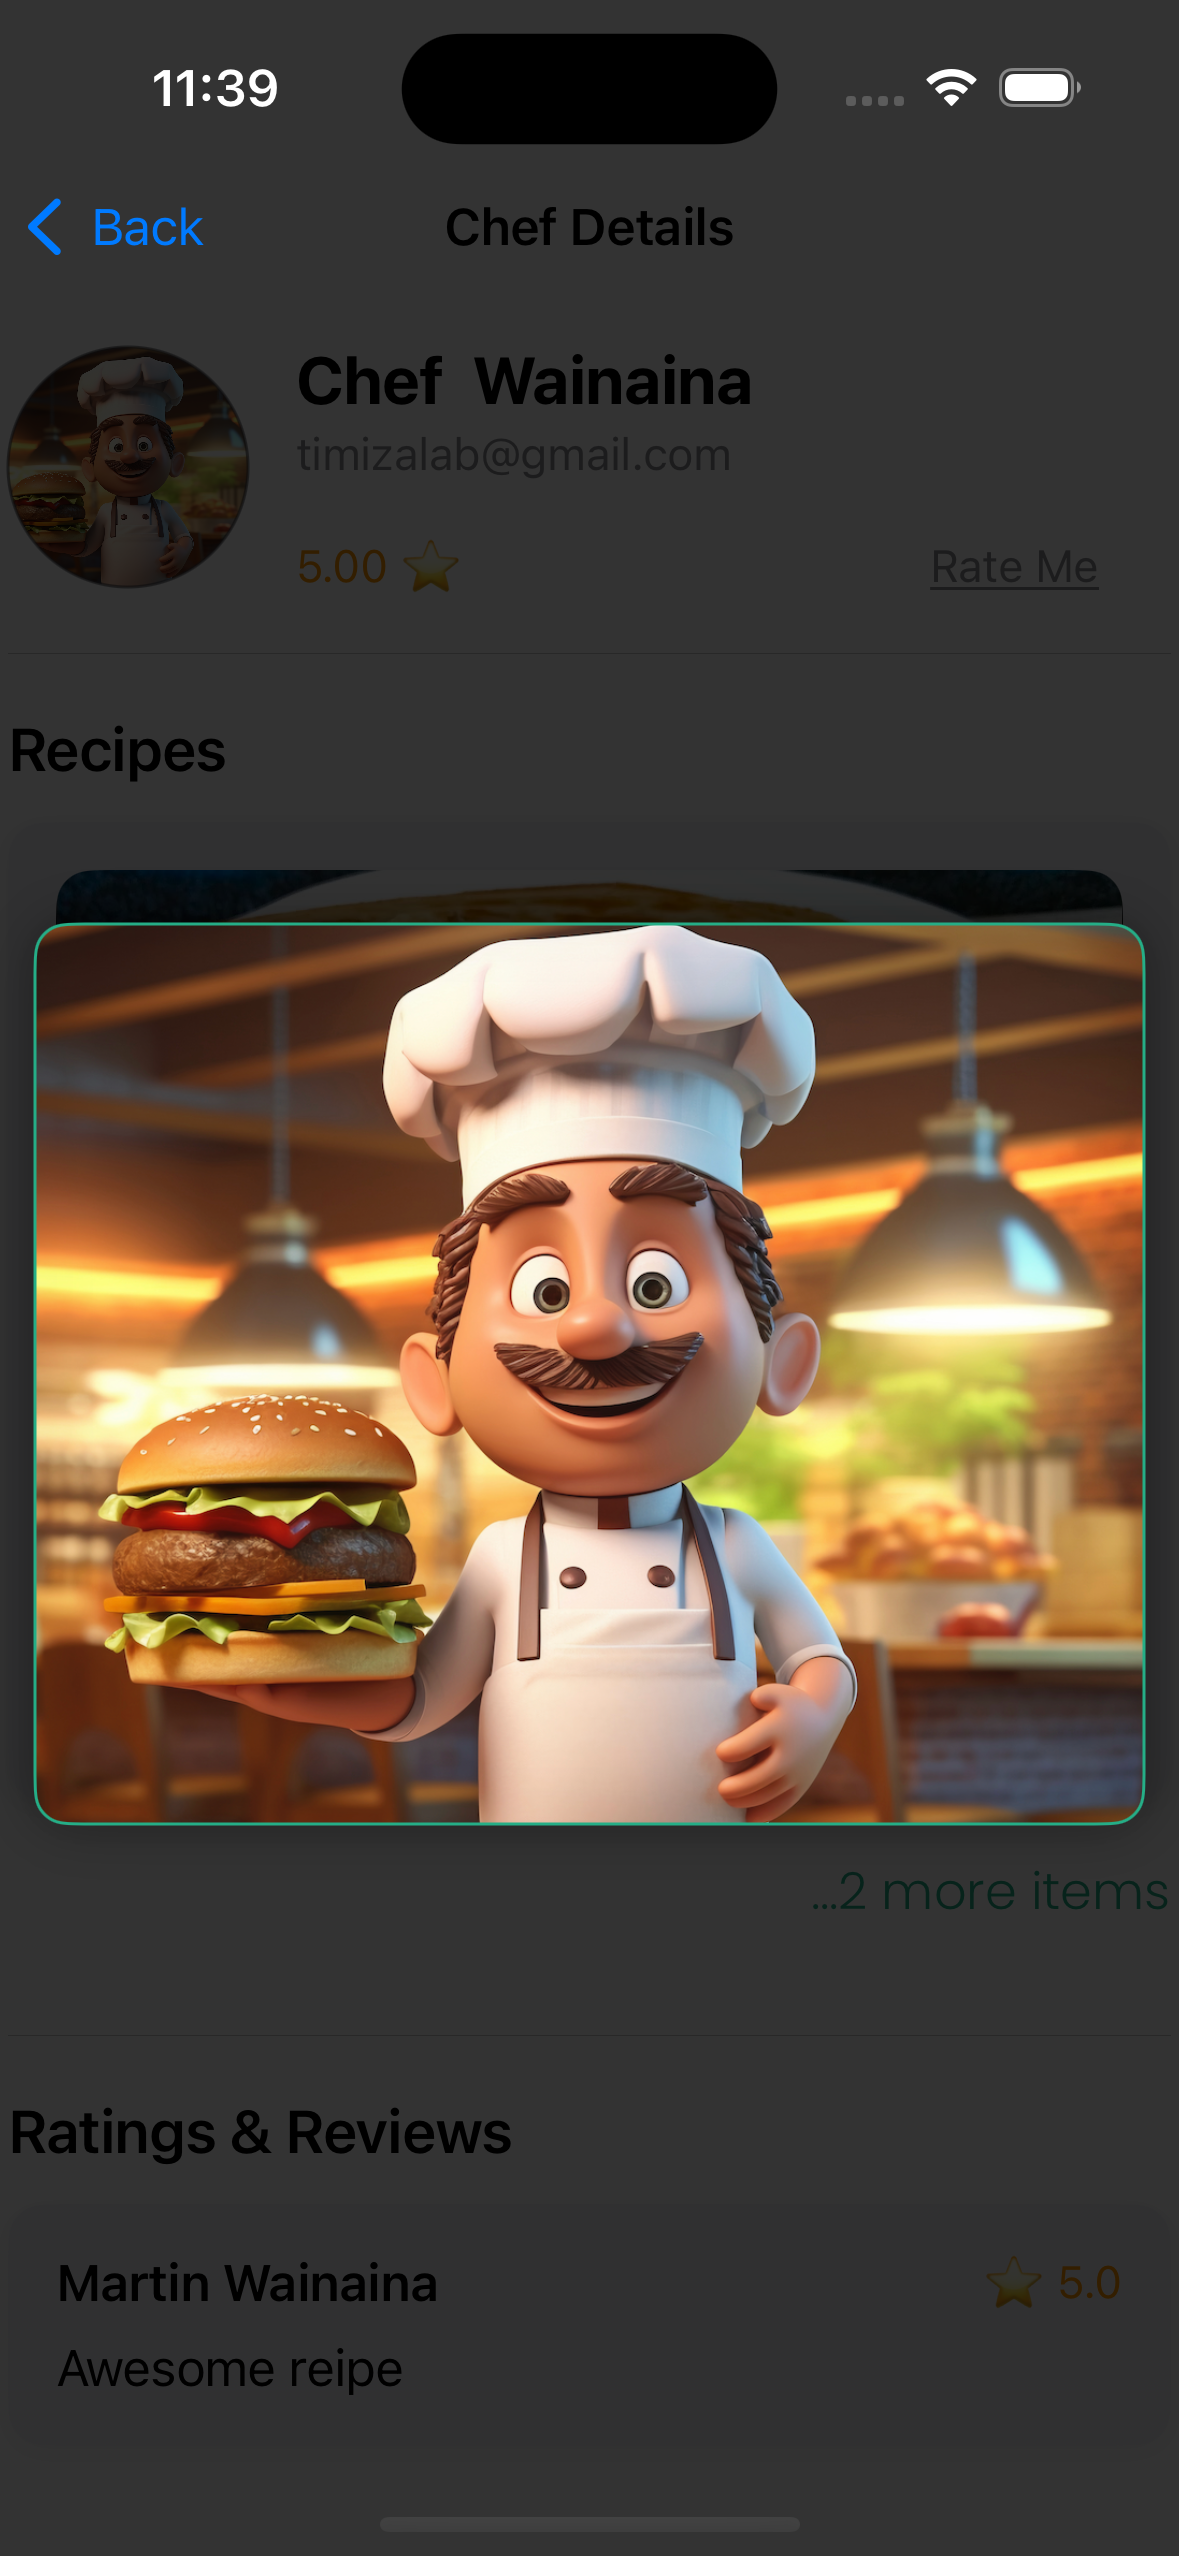 11:39
Back
Chef Details
Chef  Wainaina
timizalab@gmail.com
5.00
Rate Me
Recipes
...2 more items
Ratings & Reviews
Martin Wainaina
5.0
Awesome reipe